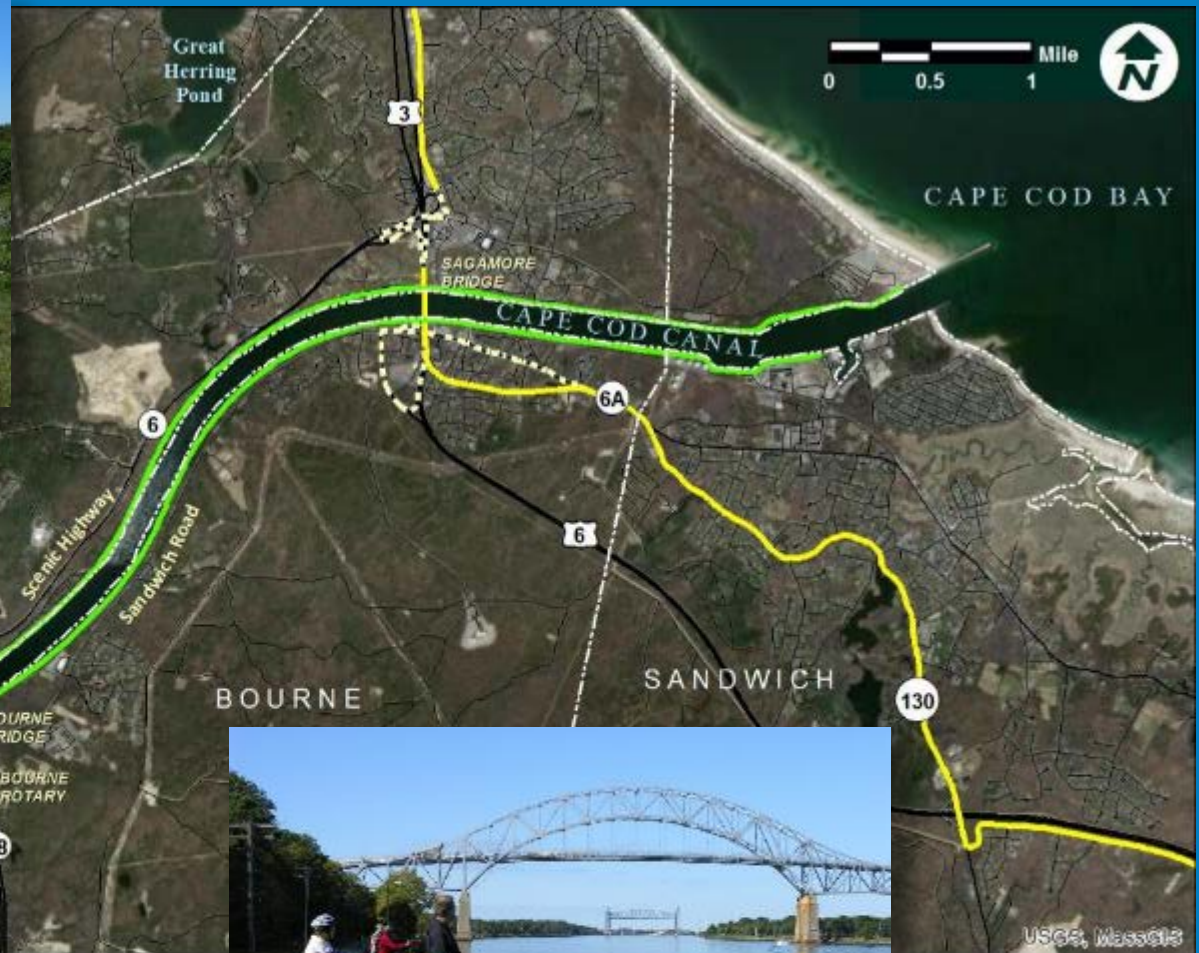 Great
Herring
Pond
Mile
0 0.5 1
N
3
CAPE COD BAY
SAGAMORE
BRIDGE
CAPE COD CANAL
6
6A
Scenic Highway
Sandwich Road
6
BOURNE
SANDWICH
130
OURNE
RIDGE
BOURNE
ROTARY
8
USGS, MassGIS